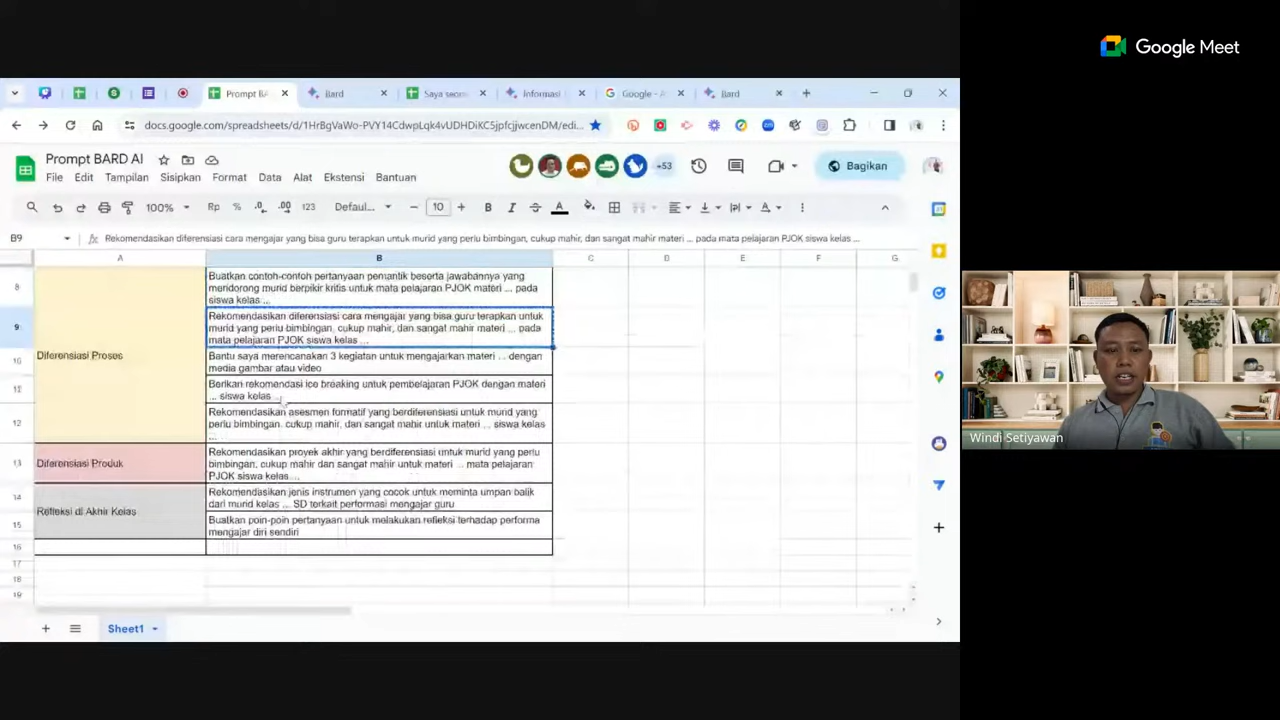 Google Meet
Prompt BA
Bard
Saya seora
Informasi
Google - A
Bard
docs.google.com/spreadsheets/d/1HrBgVaWo-PVY14CdwpLqk4vUDHDiKC5jpfcjjwcenDM/edi...
Prompt BARD AI
File Edit Tampilan Sisipkan Format Data Alat Ekstensi Bantuan
+53
Bagikan
100% Rp % .0 .00 123 Defaul... - 10 + B I A
B9 fx Rekomendasikan diferensiasi cara mengajar yang bisa guru terapkan untuk murid yang perlu bimbingan, cukup mahir, dan sangat mahir materi ... pada mata pelajaran PJOK siswa kelas ...
A B C D E F G
8
Buatkan contoh-contoh pertanyaan pemantik beserta jawabannya yang
mendorong murid berpikir kritis untuk mata pelajaran PJOK materi ... pada
siswa kelas ...
9
Rekomendasikan diferensiasi cara mengajar yang bisa guru terapkan untuk
murid yang perlu bimbingan, cukup mahir, dan sangat mahir materi ... pada
mata pelajaran PJOK siswa kelas ...
Diferensiasi Proses
10
Bantu saya merencanakan 3 kegiatan untuk mengajarkan materi ... dengan
media gambar atau video
11
Berikan rekomendasi ice breaking untuk pembelajaran PJOK dengan materi
... siswa kelas ...
12
Rekomendasikan asesmen formatif yang berdiferensiasi untuk murid yang
perlu bimbingan, cukup mahir, dan sangat mahir untuk materi ... siswa kelas
...
13
Diferensiasi Produk
Rekomendasikan proyek akhir yang berdiferensiasi untuk murid yang perlu
bimbingan, cukup mahir dan sangat mahir untuk materi ... mata pelajaran
PJOK siswa kelas ...
14
Rekomendasikan jenis instrumen yang cocok untuk meminta umpan balik
dari murid kelas ... SD terkait performasi mengajar guru
Refleksi di Akhir Kelas
15
Buatkan poin-poin pertanyaan untuk melakukan refleksi terhadap performa
mengajar diri sendiri
16
17
18
19
Sheet1
Windi Setiyawan